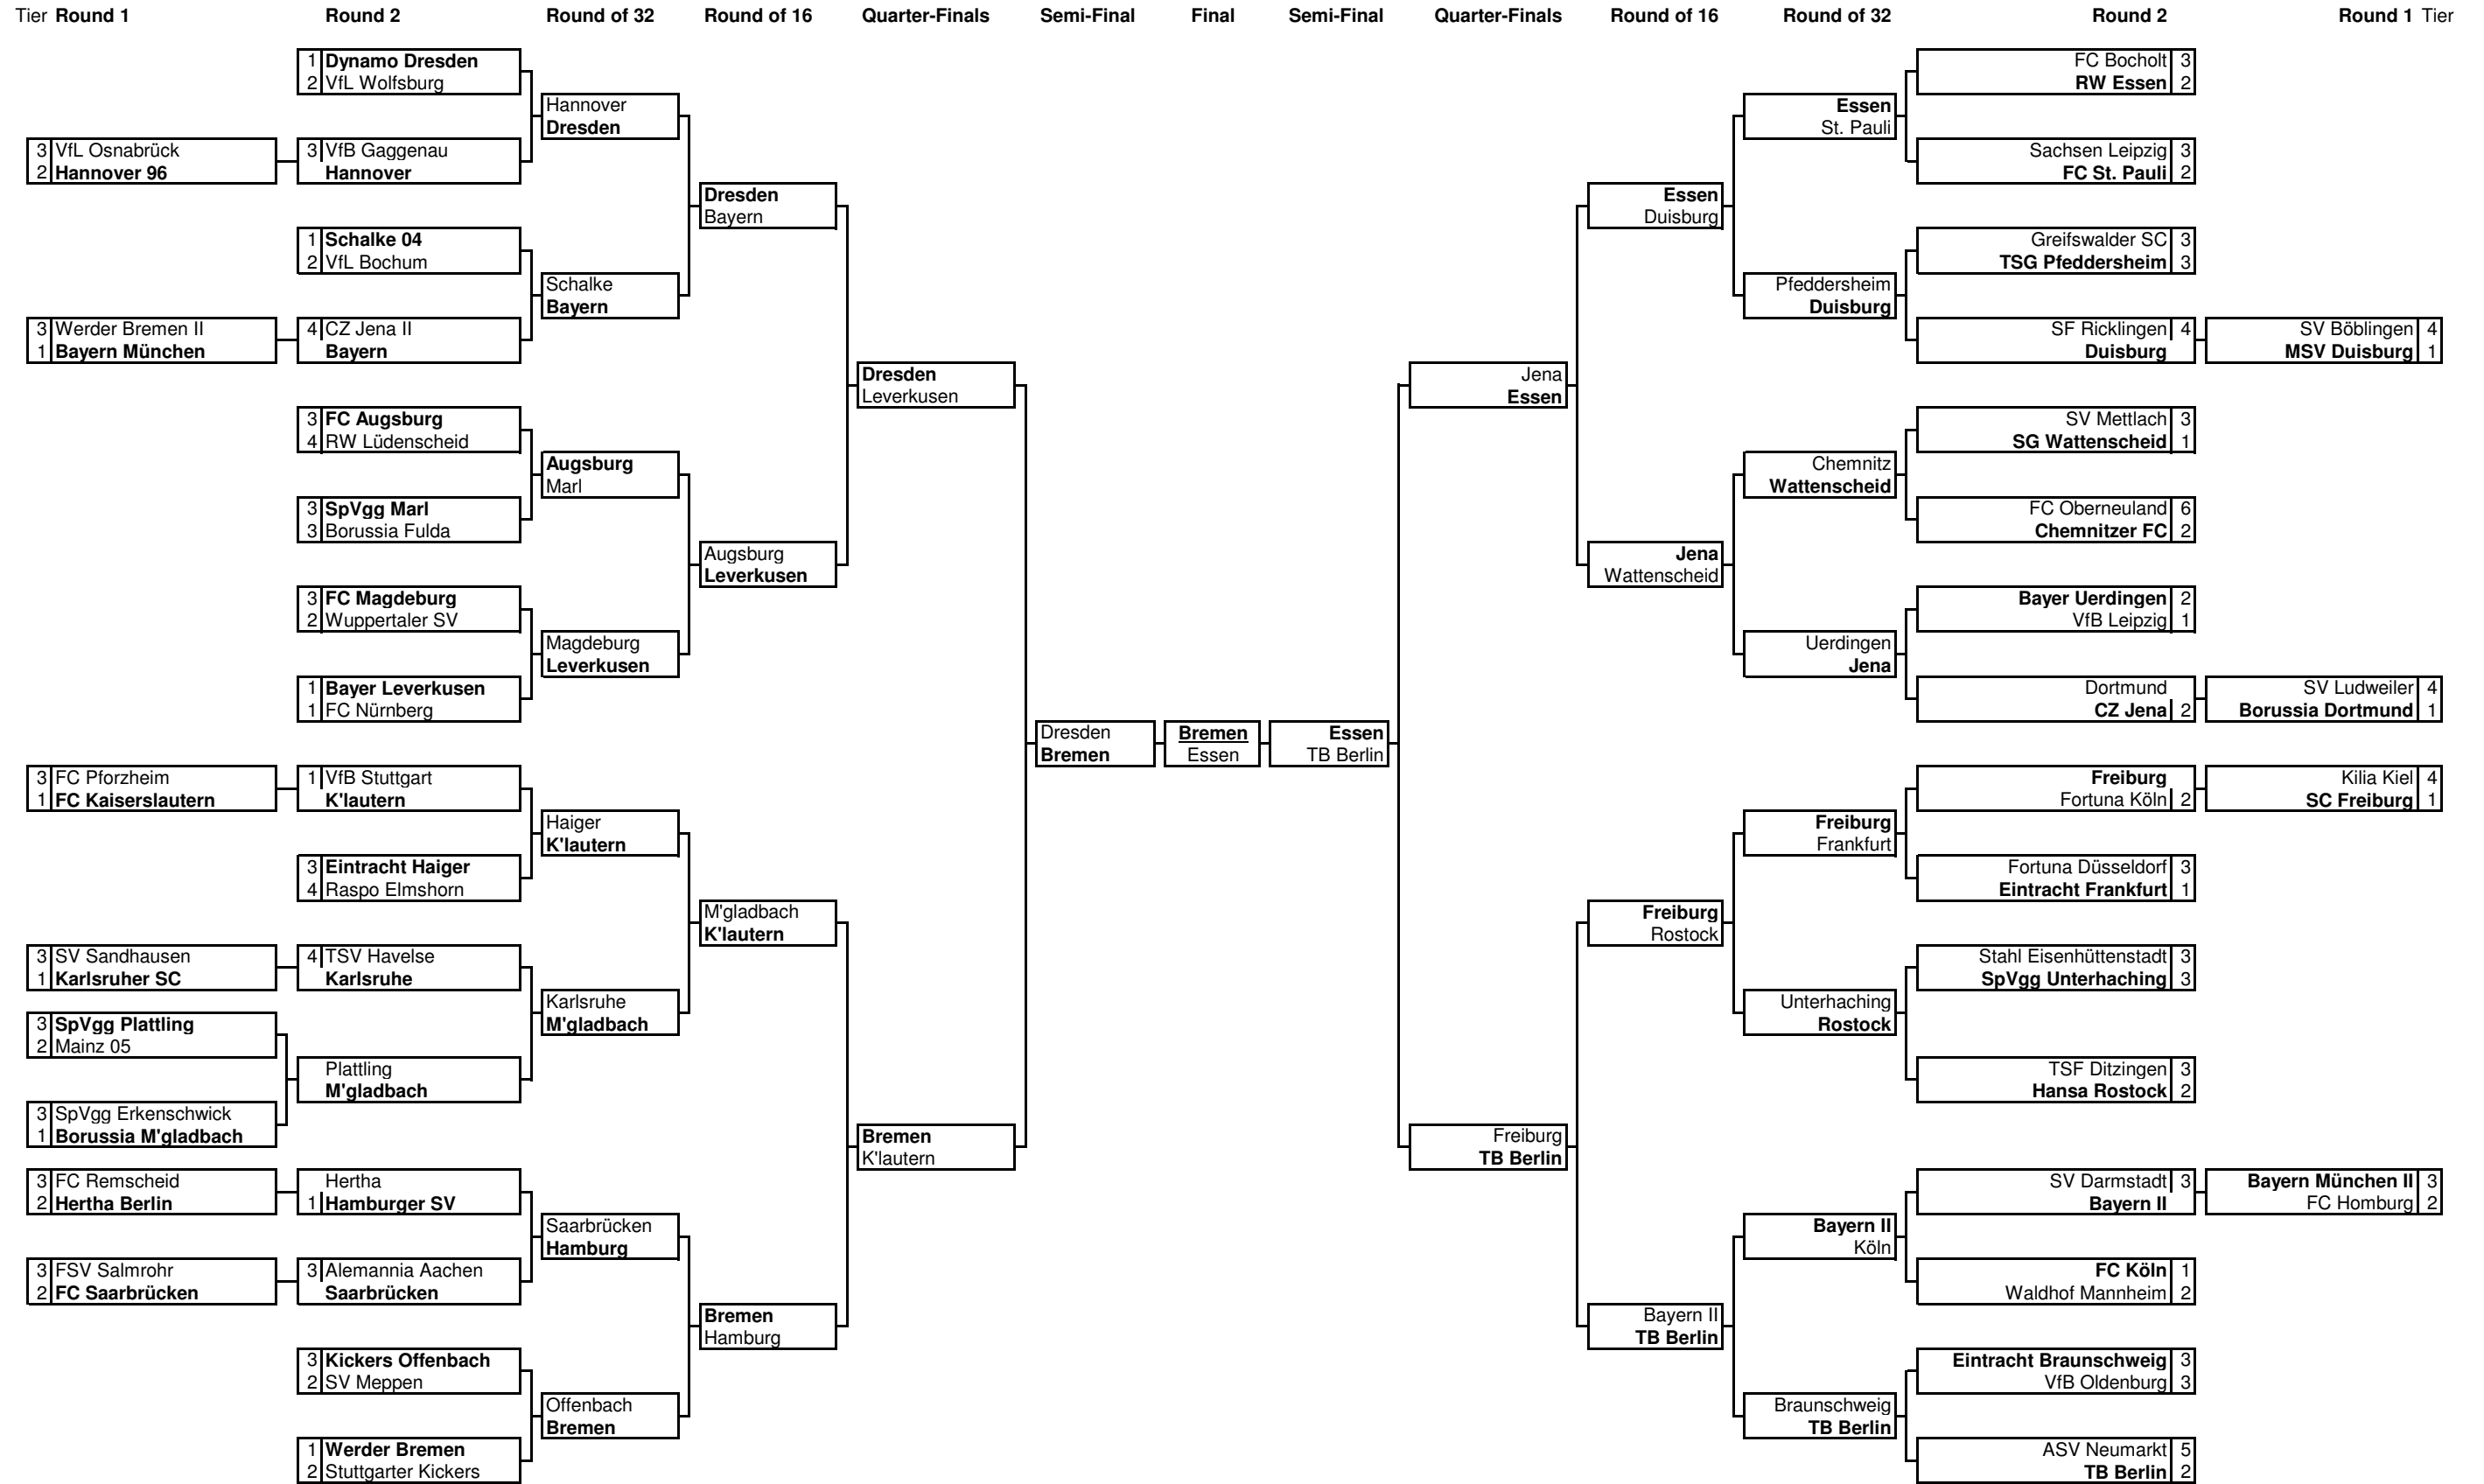 Tier Round 1 Round 2 Round of 32 Round of 16 Quarter-Finals Semi-Final Final Semi-Final Quarter-Finals Round of 16 Round of 32 Round 2 Round 1 Tier
1 Dynamo Dresden
2 VfL Wolfsburg
Hannover
Dresden
3 VfL Osnabrück
2 Hannover 96
3 VfB Gaggenau
Hannover
Dresden
Bayern
1 Schalke 04
2 VfL Bochum
Schalke
Bayern
3 Werder Bremen II
1 Bayern München
4 CZ Jena II
Bayern
Dresden
Leverkusen
3 FC Augsburg
4 RW Lüdenscheid
Augsburg
Marl
3 SpVgg Marl
3 Borussia Fulda
Augsburg
Leverkusen
3 FC Magdeburg
2 Wuppertaler SV
Magdeburg
Leverkusen
1 Bayer Leverkusen
1 FC Nürnberg
Dresden
Bremen
3 FC Pforzheim
1 FC Kaiserslautern
1 VfB Stuttgart
K'lautern
Haiger
K'lautern
3 Eintracht Haiger
4 Raspo Elmshorn
M'gladbach
K'lautern
3 SV Sandhausen
1 Karlsruher SC
4 TSV Havelse
Karlsruhe
Karlsruhe
M'gladbach
3 SpVgg Plattling
2 Mainz 05
Plattling
M'gladbach
3 SpVgg Erkenschwick
1 Borussia M'gladbach
Bremen
K'lautern
3 FC Remscheid
2 Hertha Berlin
Hertha
1 Hamburger SV
Saarbrücken
Hamburg
3 FSV Salmrohr
2 FC Saarbrücken
3 Alemannia Aachen
Saarbrücken
Bremen
Hamburg
3 Kickers Offenbach
2 SV Meppen
Offenbach
Bremen
1 Werder Bremen
2 Stuttgarter Kickers
Bremen
Essen
Essen
TB Berlin
FC Bocholt 3
RW Essen 2
Essen
St. Pauli
Sachsen Leipzig 3
FC St. Pauli 2
Essen
Duisburg
Greifswalder SC 3
TSG Pfeddersheim 3
Pfeddersheim
Duisburg
SF Ricklingen 4
Duisburg
SV Böblingen 4
MSV Duisburg 1
Jena
Essen
SV Mettlach 3
SG Wattenscheid 1
Chemnitz
Wattenscheid
FC Oberneuland 6
Chemnitzer FC 2
Jena
Wattenscheid
Bayer Uerdingen 2
VfB Leipzig 1
Uerdingen
Jena
Dortmund
CZ Jena 2
SV Ludweiler 4
Borussia Dortmund 1
Freiburg
Fortuna Köln 2
Kilia Kiel 4
SC Freiburg 1
Freiburg
Frankfurt
Fortuna Düsseldorf 3
Eintracht Frankfurt 1
Freiburg
Rostock
Stahl Eisenhüttenstadt 3
SpVgg Unterhaching 3
Unterhaching
Rostock
TSF Ditzingen 3
Hansa Rostock 2
Freiburg
TB Berlin
SV Darmstadt 3
Bayern II
Bayern München II 3
FC Homburg 2
Bayern II
Köln
FC Köln 1
Waldhof Mannheim 2
Bayern II
TB Berlin
Eintracht Braunschweig 3
VfB Oldenburg 3
Braunschweig
TB Berlin
ASV Neumarkt 5
TB Berlin 2